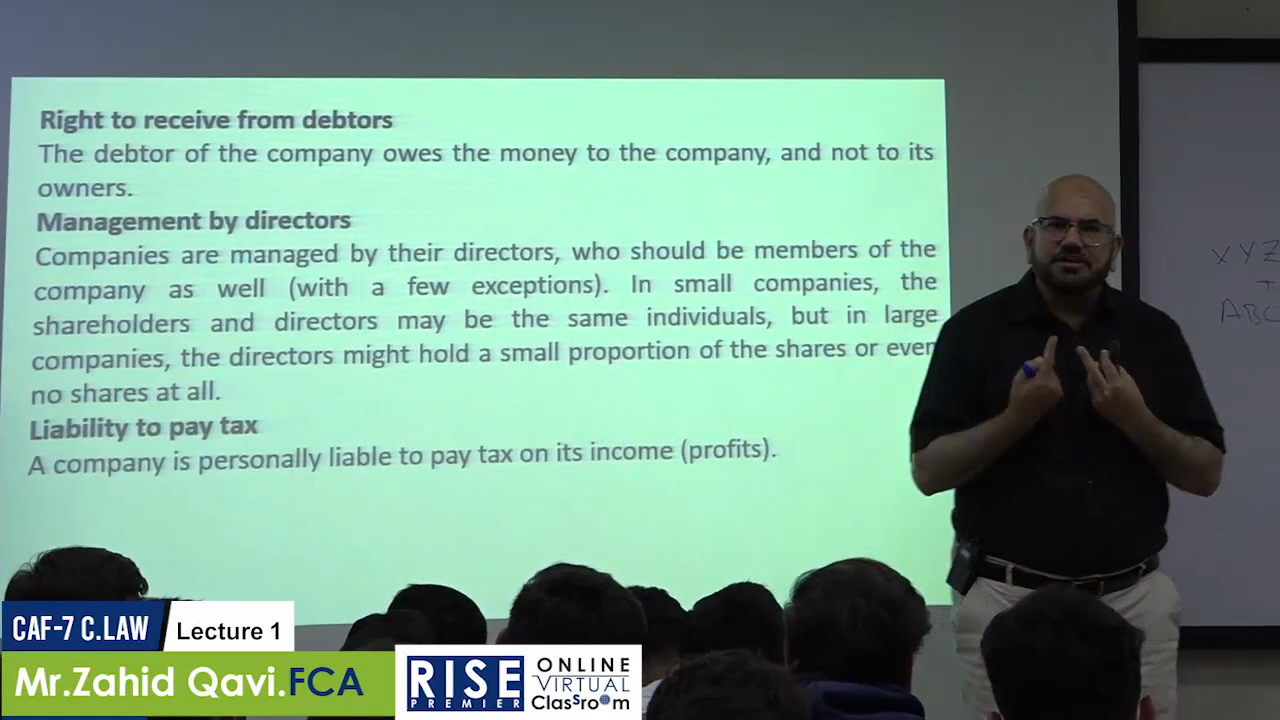 Right to receive from debtors
The debtor of the company owes the money to the company, and not to its
owners.
Management by directors
Companies are managed by their directors, who should be members of the
company as well (with a few exceptions). In small companies, the
shareholders and directors may be the same individuals, but in large
companies, the directors might hold a small proportion of the shares or even
no shares at all.
Liability to pay tax
A company is personally liable to pay tax on its income (profits).
XYZ
+
ABC
CAF-7 C.LAW
Lecture 1
Mr.Zahid Qavi.FCA
RISE
PREMIER
ONLINE
VIRTUAL
Classroom